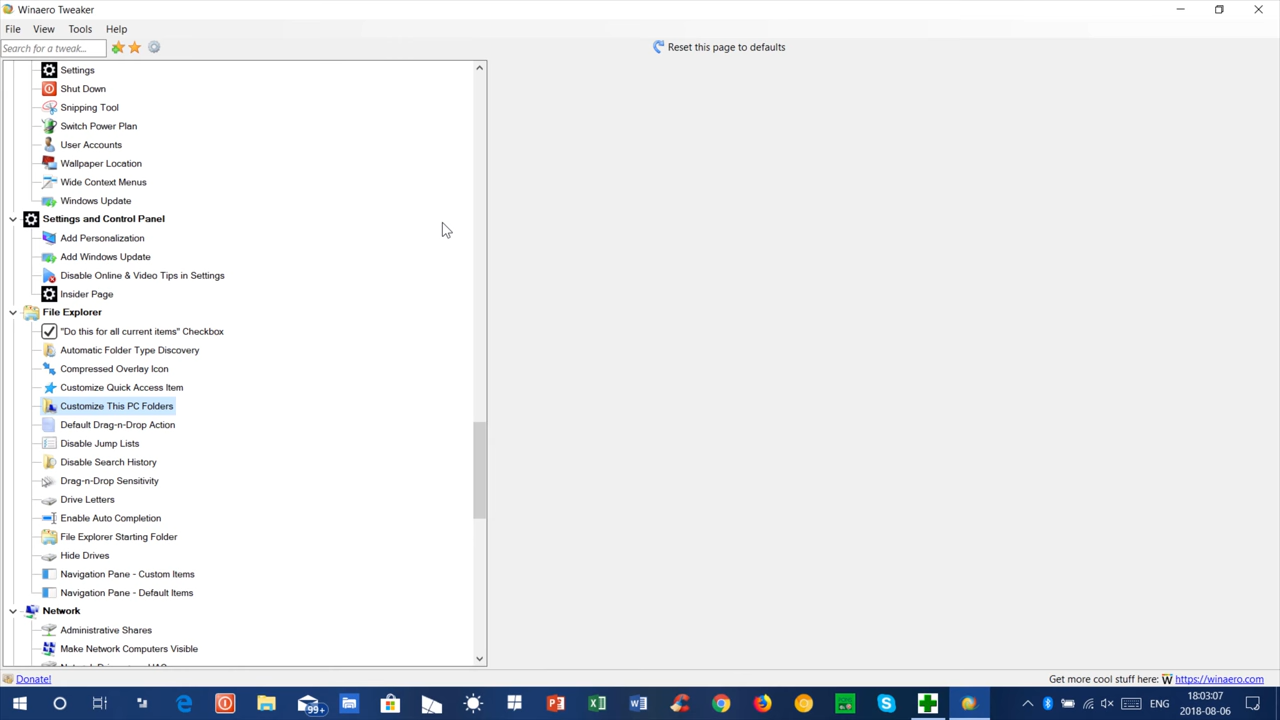 Winaero Tweaker
File View Tools Help
Search for a tweak...
Reset this page to defaults
Settings
Shut Down
Snipping Tool
Switch Power Plan
User Accounts
Wallpaper Location
Wide Context Menus
Windows Update
Settings and Control Panel
Add Personalization
Add Windows Update
Disable Online & Video Tips in Settings
Insider Page
File Explorer
"Do this for all current items" Checkbox
Automatic Folder Type Discovery
Compressed Overlay Icon
Customize Quick Access Item
Customize This PC Folders
Default Drag-n-Drop Action
Disable Jump Lists
Disable Search History
Drag-n-Drop Sensitivity
Drive Letters
Enable Auto Completion
File Explorer Starting Folder
Hide Drives
Navigation Pane - Custom Items
Navigation Pane - Default Items
Network
Administrative Shares
Make Network Computers Visible
Donate!
Get more cool stuff here: W https://winaero.com
99+
ENG
18:03:07
2018-08-06